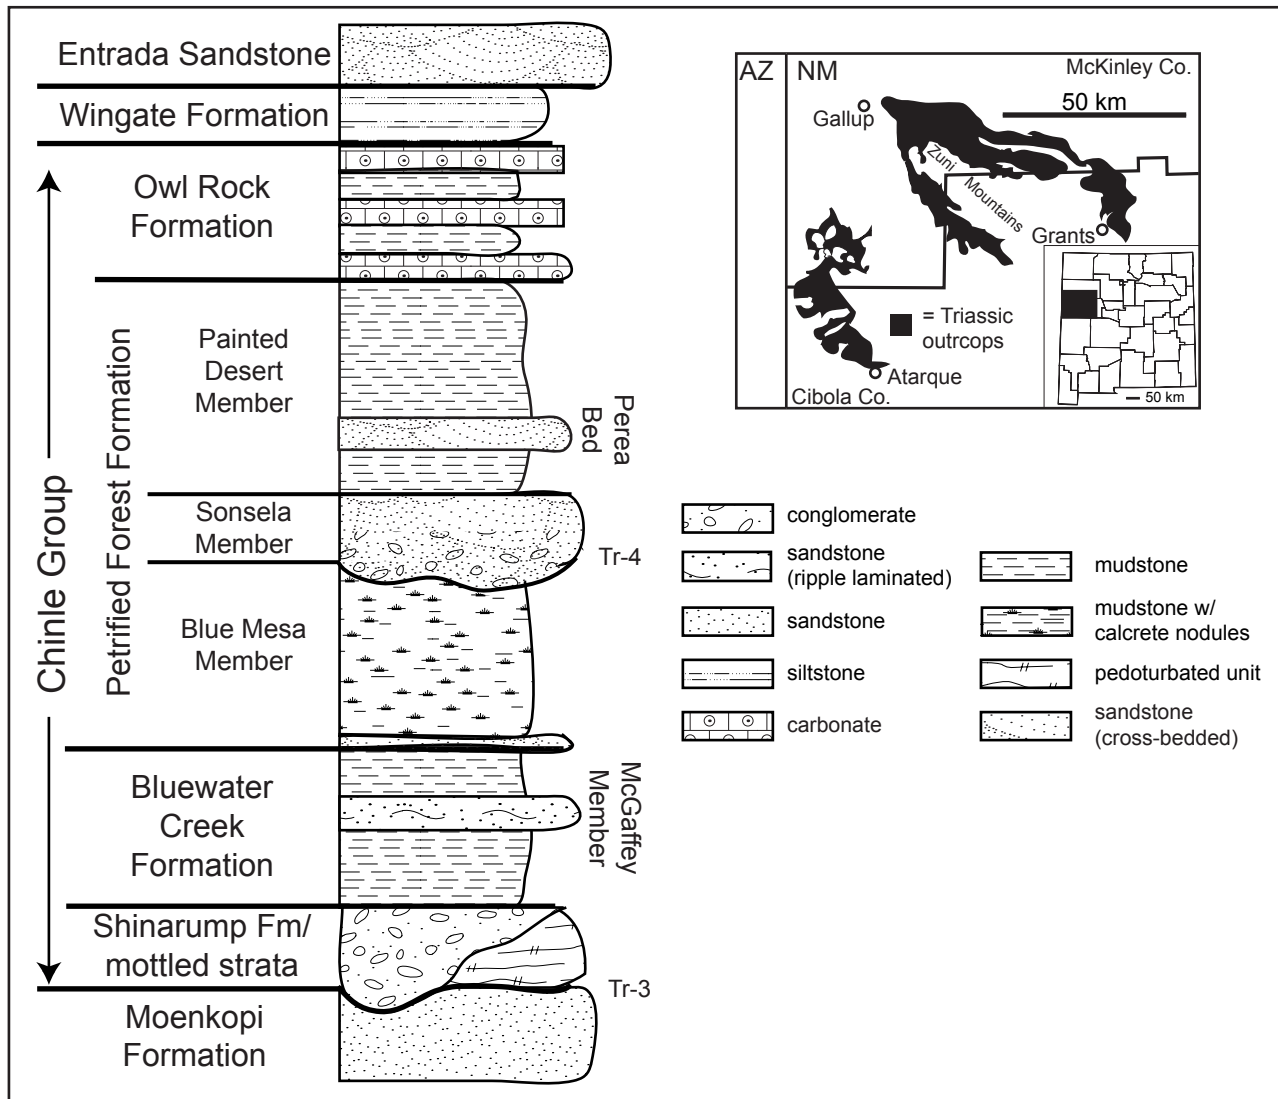 Entrada Sandstone
Wingate Formation
Owl Rock
Formation
Painted
Desert
Member
Perea
Bed
Sonsela
Member
Tr-4
Blue Mesa
Member
Petrified Forest Formation
Chinle Group
Bluewater
Creek
Formation
McGaffey
Member
Shinarump Fm/
mottled strata
Tr-3
Moenkopi
Formation
AZ
NM
McKinley Co.
50 km
Gallup
Zuni
Mountains
Grants
= Triassic
outrcops
Atarque
Cibola Co.
50 km
conglomerate
sandstone
(ripple laminated)
sandstone
siltstone
carbonate
mudstone
mudstone w/
calcrete nodules
pedoturbated unit
sandstone
(cross-bedded)